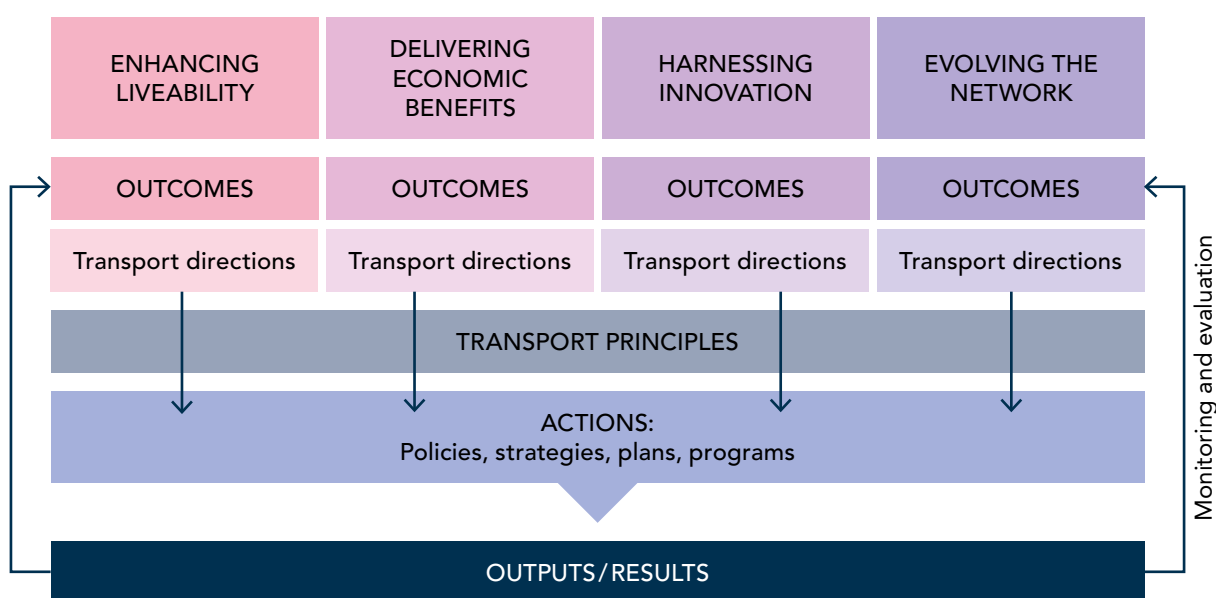 ENHANCING
LIVEABILITY
DELIVERING
ECONOMIC
BENEFITS
HARNESSING
INNOVATION
EVOLVING THE
NETWORK
OUTCOMES
OUTCOMES
OUTCOMES
OUTCOMES
Transport directions
Transport directions
Transport directions
Transport directions
TRANSPORT PRINCIPLES
ACTIONS:
Policies, strategies, plans, programs
OUTPUTS/RESULTS
Monitoring and evaluation